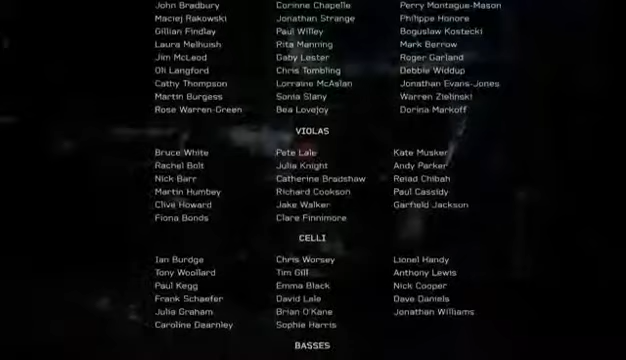 John Bradbury Corinne Chapelle Perry Montague-Mason
Maciej Rakowski Jonathan Strange Philippe Honore
Gillian Findlay Paul Willey Boguslaw Kostecki
Laura Melhuish Rita Manning Mark Berrow
Jim McLeod Gaby Lester Roger Garland
Oli Langford Chris Tombling Debbie Widdup
Cathy Thompson Lorraine McAslan Jonathan Evans-Jones
Martin Burgess Sonia Slany Warren Zielinski
Rose Warren-Green Bea Lovejoy Dorina Markoff
VIOLAS
Bruce White Pete Lale Kate Musker
Rachel Bolt Julia Knight Andy Parker
Nick Barr Catherine Bradshaw Reiad Chibah
Martin Humbey Richard Cookson Paul Cassidy
Clive Howard Jake Walker Garfield Jackson
Fiona Bonds Clare Finnimore
CELLI
Ian Burdge Chris Worsey Lionel Handy
Tony Woollard Tim Gill Anthony Lewis
Paul Kegg Emma Black Nick Cooper
Frank Schaefer David Lale Dave Daniels
Julia Graham Brian O'Kane Jonathan Williams
Caroline Dearnley Sophie Harris
BASSES